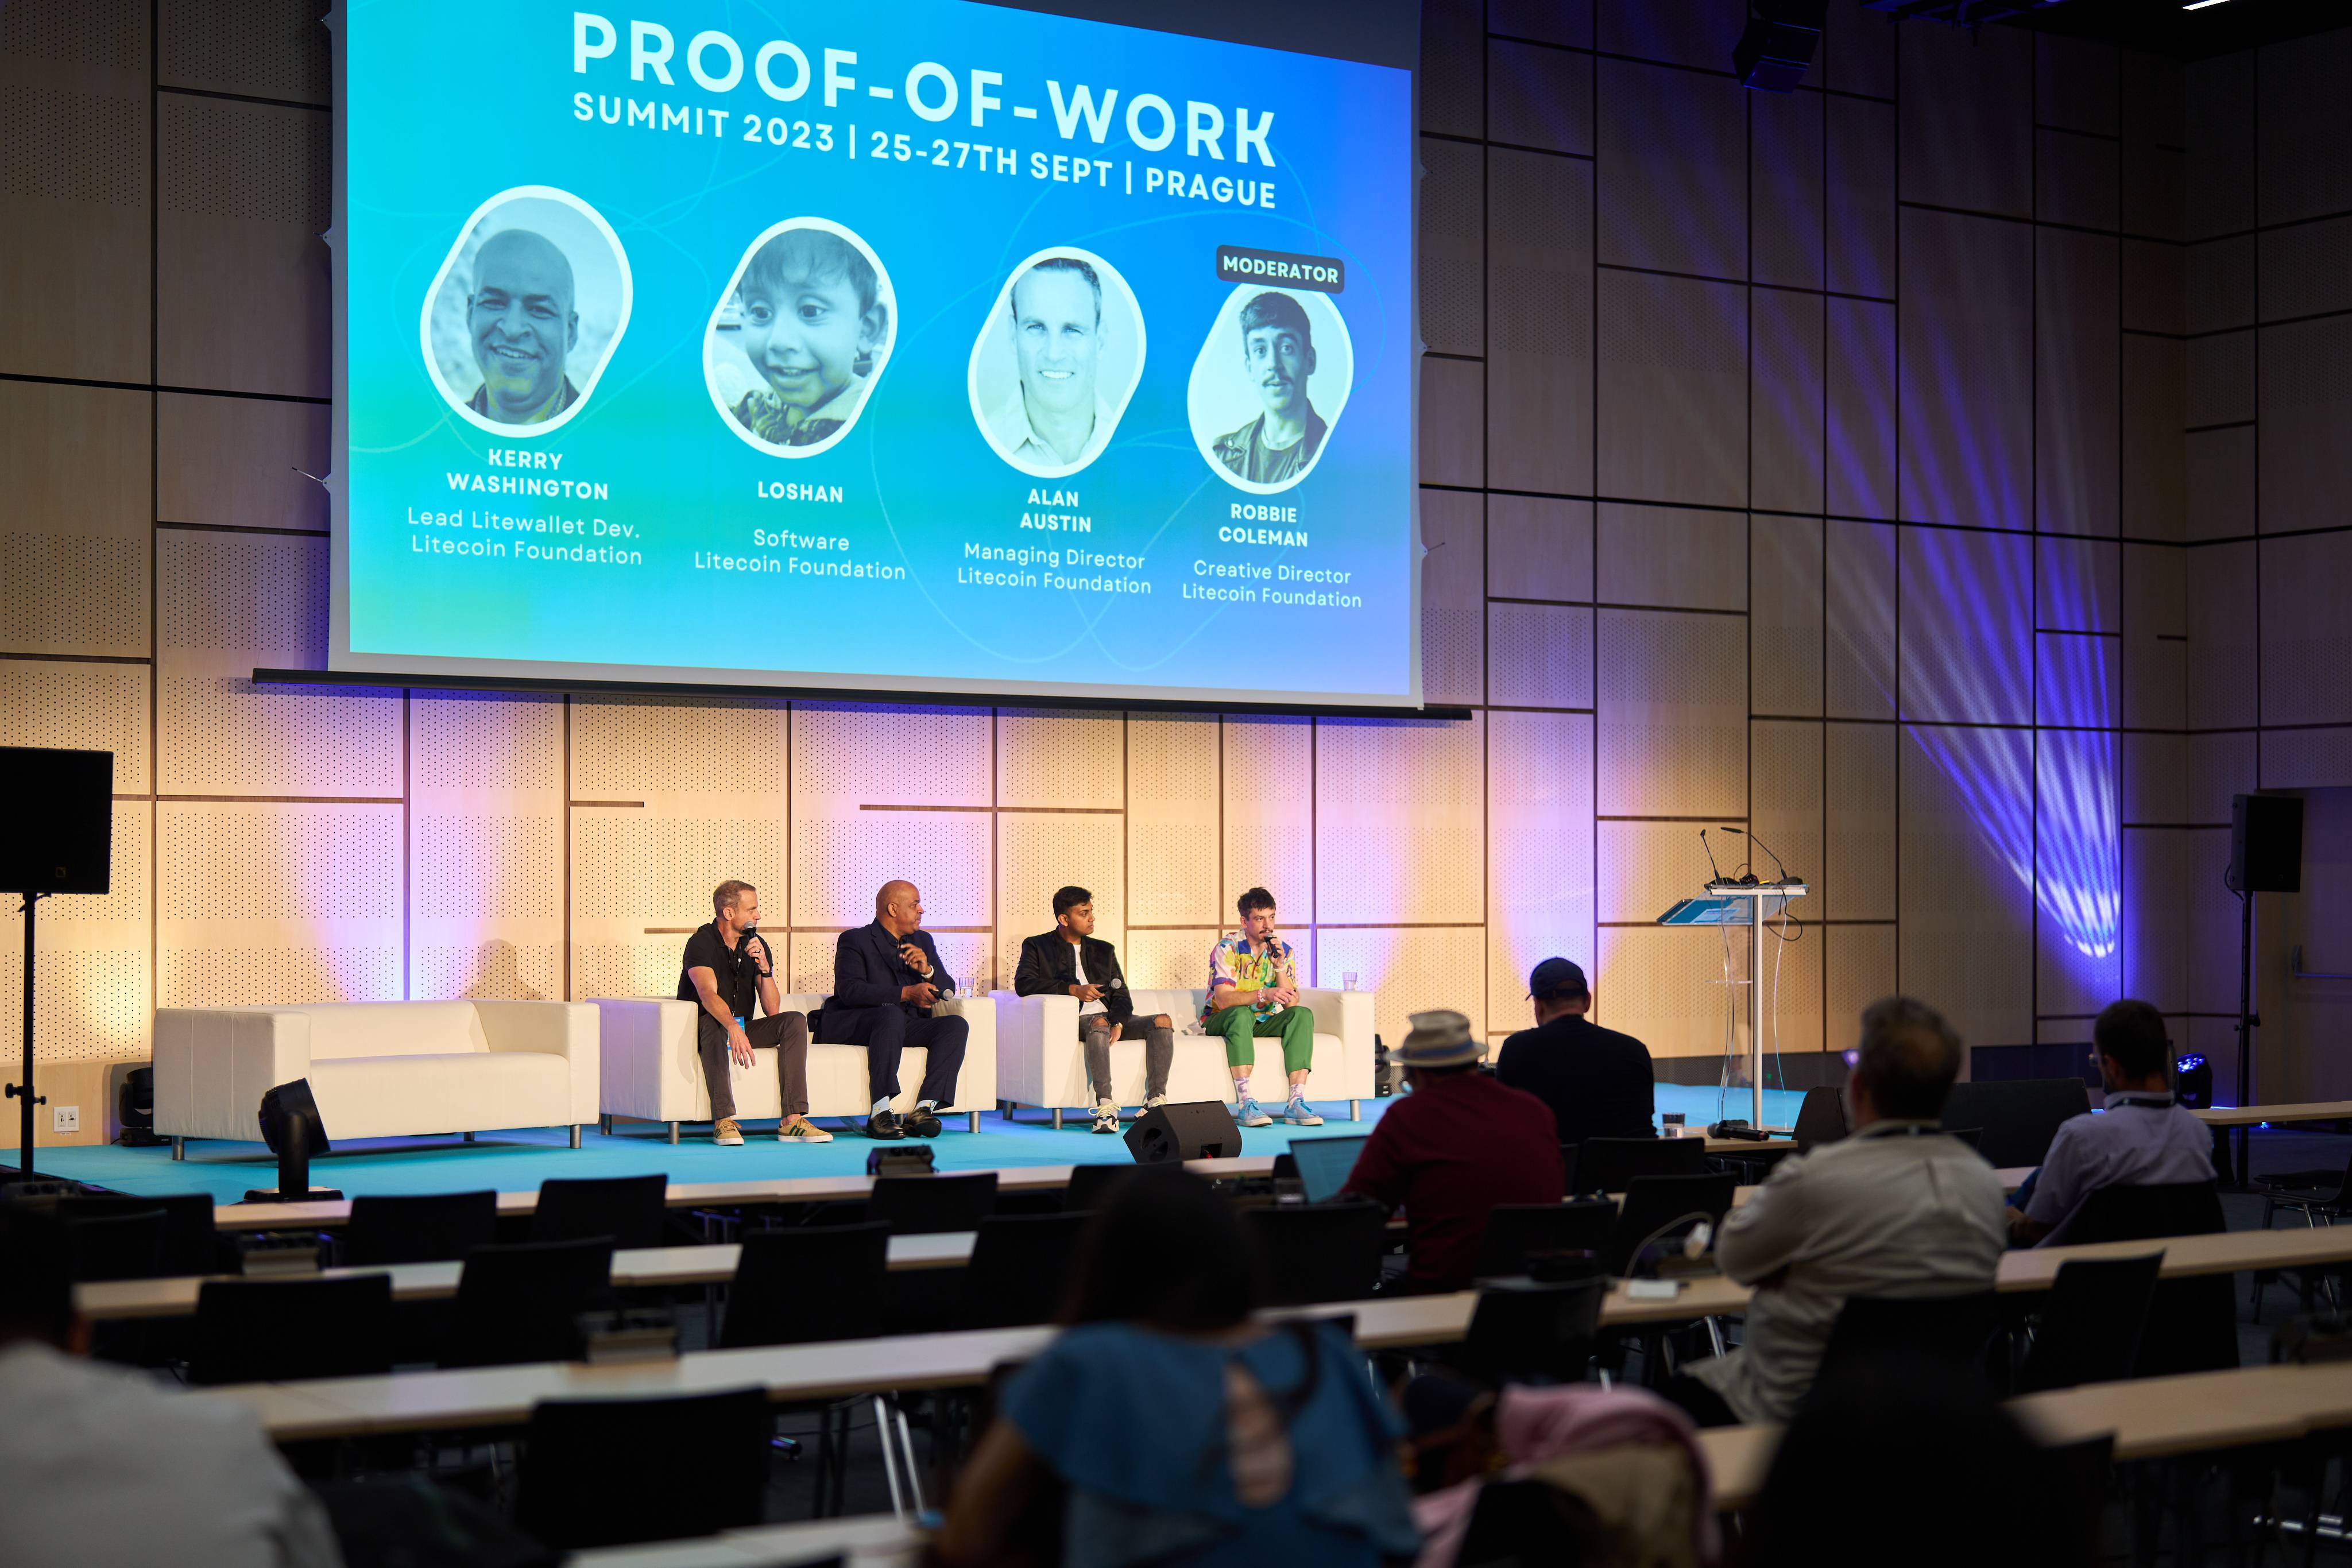 PROOF-OF-WORK
SUMMIT 2023 | 25-27TH SEPT | PRAGUE
KERRY
WASHINGTON
Lead Litewallet Dev.
Litecoin Foundation
LOSHAN
Software
Litecoin Foundation
ALAN
AUSTIN
Managing Director
Litecoin Foundation
MODERATOR
ROBBIE
COLEMAN
Creative Director
Litecoin Foundation